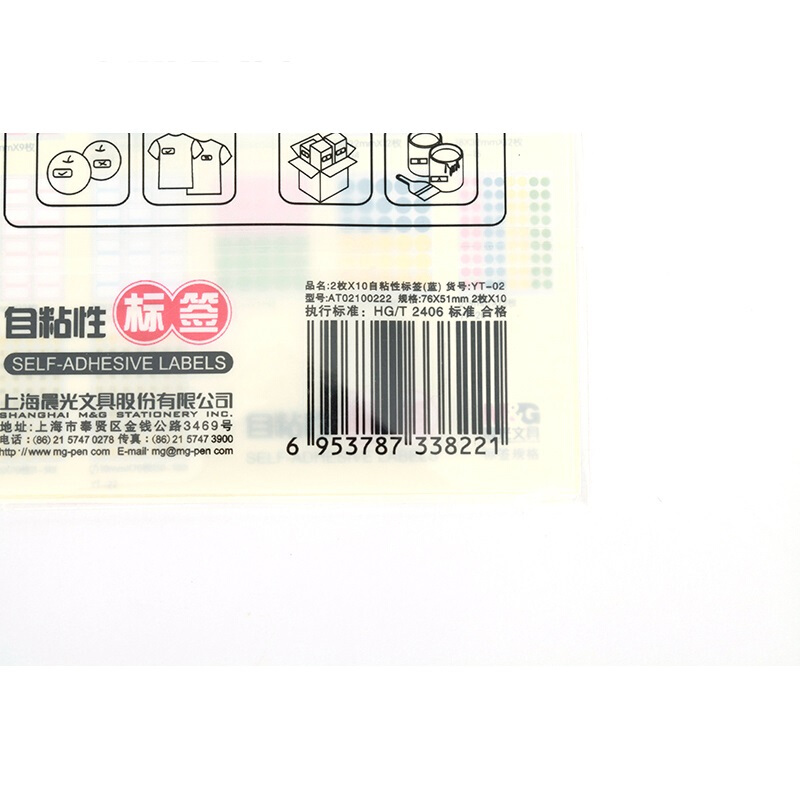 自粘性标签
SELF-ADHESIVE LABELS
上海晨光文具股份有限公司
SHANGHAI M&G STATIONERY INC.
地址:上海市奉贤区金钱公路3469号
电话:(86)21 5747 0278 传真:(86)21 5747 3900
http://www.mg-pen.com E-mail: mg@mg-pen.com
品名:2枚X10自粘性标签(蓝) 货号:YT-02
型号:AT02100222 规格:76X51mm 2枚X10
执行标准: HG/T 2406 标准 合格
6 953787 338221